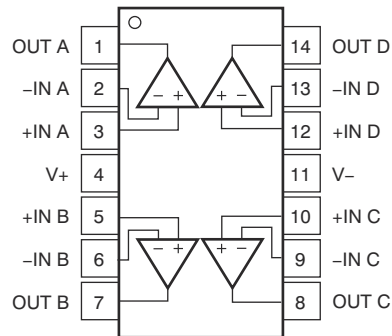 OUT A 1 14 OUT D
−IN A 2 13 −IN D
− + + −
+IN A 3 12 +IN D
V+ 4 11 V−
+IN B 5 10 +IN C
− + + −
−IN B 6 9 −IN C
OUT B 7 8 OUT C